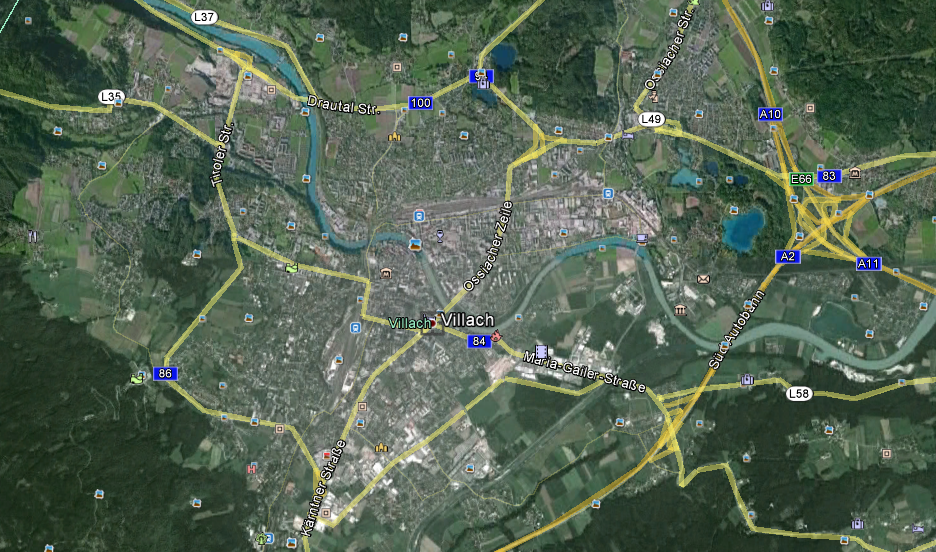 L37
Ossiacher Str.
L35
Drautal Str.
100
A10
L49
Tiroler Str.
E66
83
Ossiacher Zeile
A2
A11
Villach
Villach
84
Süd Autobahn
Maria-Gailer-Straße
86
L58
Kärntner Straße